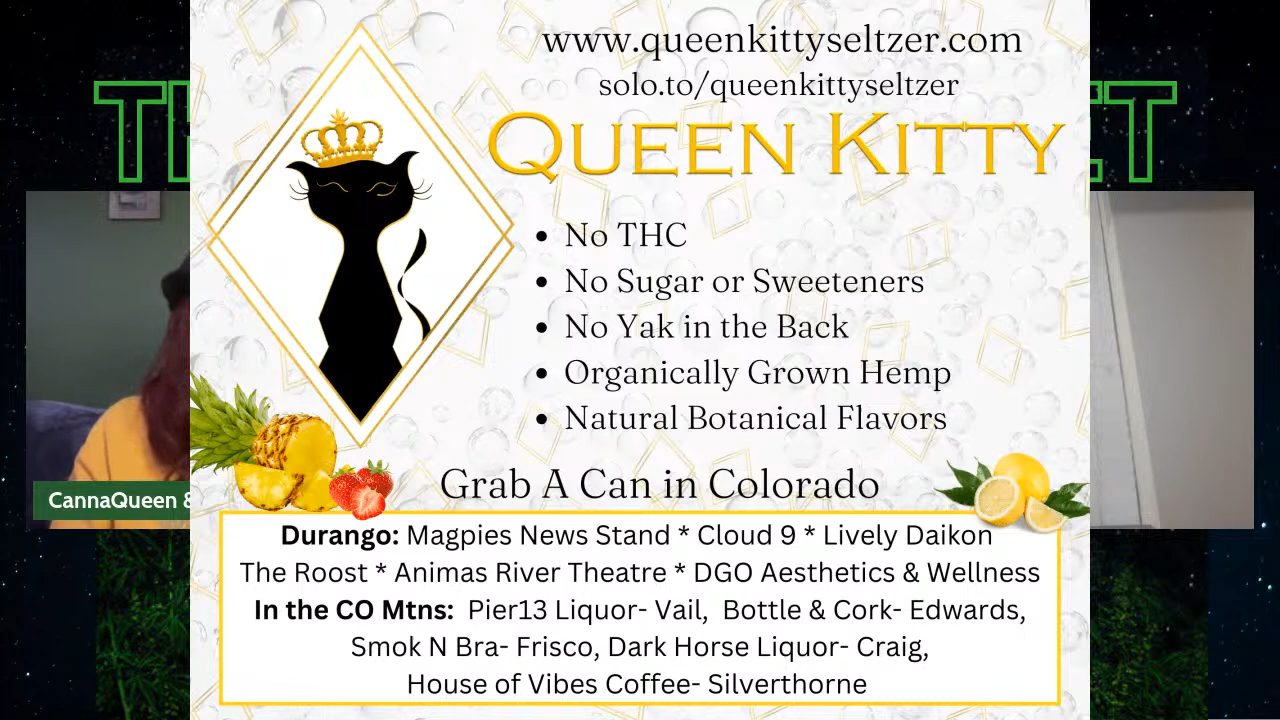 www.queenkittyseltzer.com
solo.to/queenkittyseltzer
QUEEN KITTY
• No THC
• No Sugar or Sweeteners
• No Yak in the Back
• Organically Grown Hemp
• Natural Botanical Flavors
Grab A Can in Colorado
Durango: Magpies News Stand * Cloud 9 * Lively Daikon
The Roost * Animas River Theatre * DGO Aesthetics & Wellness
In the CO Mtns: Pier13 Liquor- Vail, Bottle & Cork- Edwards,
Smok N Bra- Frisco, Dark Horse Liquor- Craig,
House of Vibes Coffee- Silverthorne
CannaQueen &